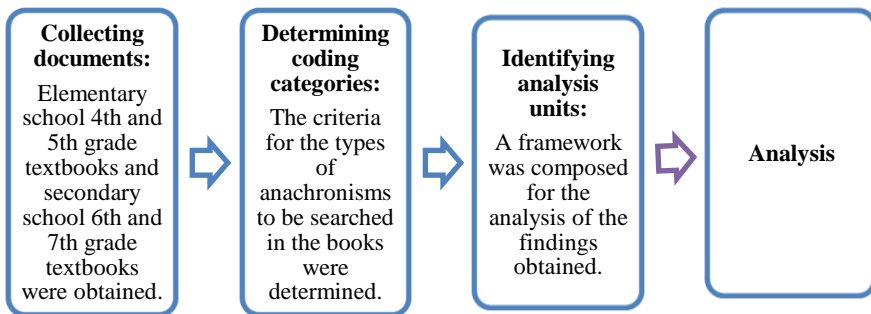 Collecting
documents:
Elementary
school 4th and
5th grade
textbooks and
secondary
school 6th and
7th grade
textbooks
were obtained.
Determining
coding
categories:
The criteria
for the types
of
anachronisms
to be searched
in the books
were
determined.
Identifying
analysis
units:
A framework
was composed
for the
analysis of the
findings
obtained.
Analysis